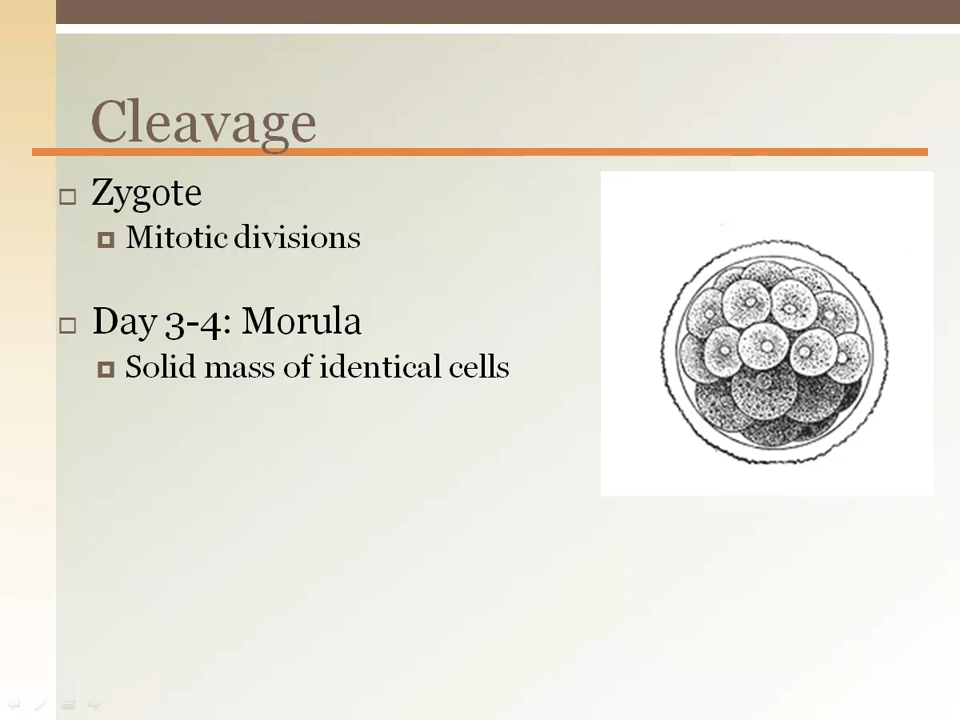 Cleavage
Zygote
Mitotic divisions
Day 3-4: Morula
Solid mass of identical cells